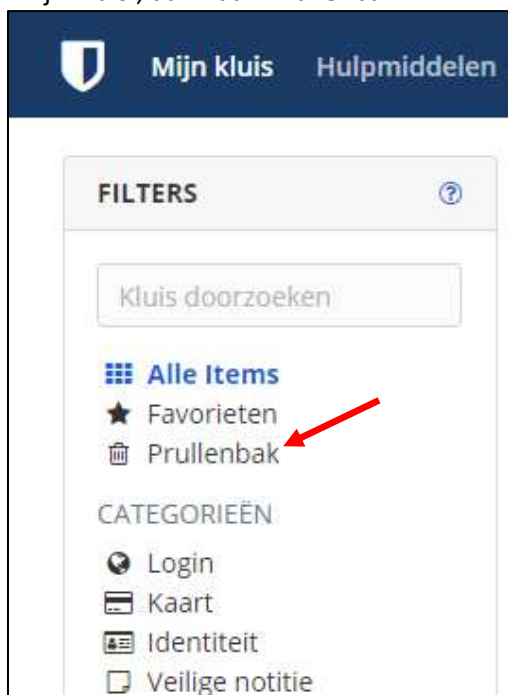 Mijn kluis Hulpmiddelen
FILTERS
Kluis doorzoeken
Alle Items
Favorieten
Prullenbak
CATEGORIEËN
Login
Kaart
Identiteit
Veilige notitie